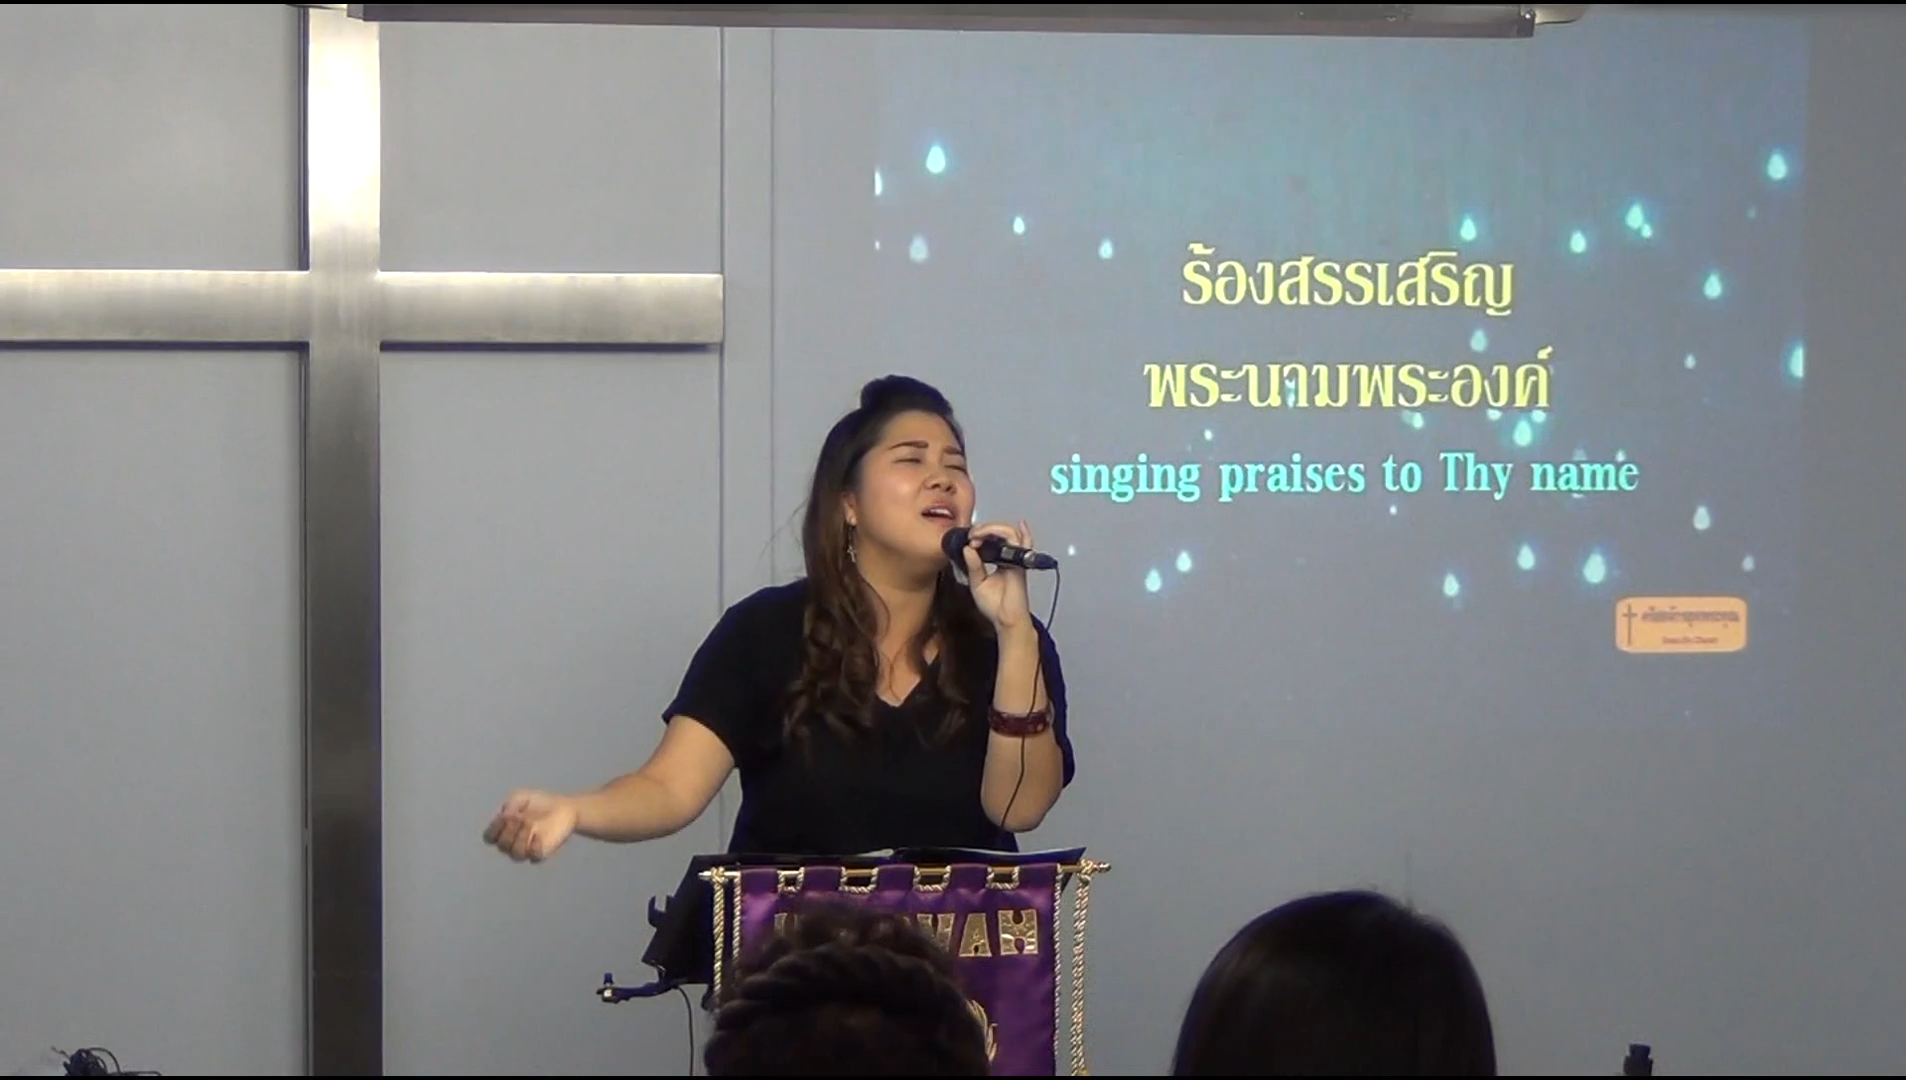 ร้องสรรเสริญ
พระนามพระองค์
singing praises to Thy name